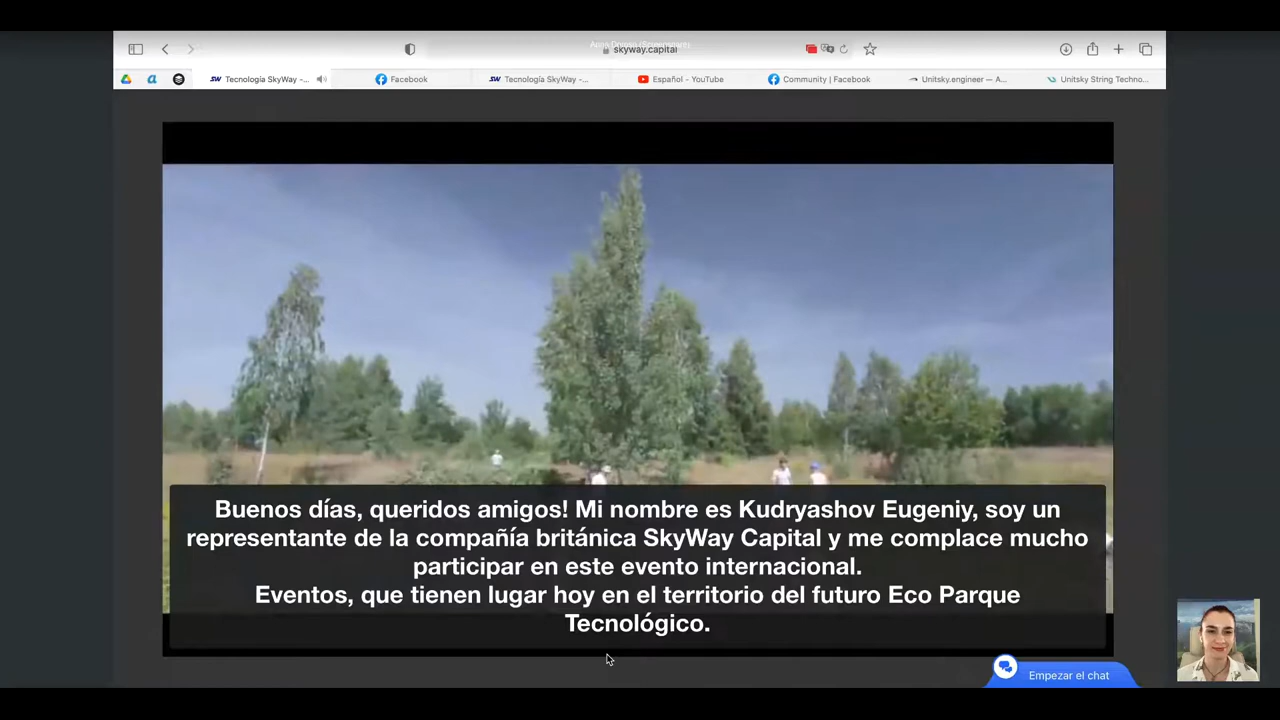 skyway.capital
Tecnología SkyWay -...
Facebook
Tecnología SkyWay -...
Español - YouTube
Community | Facebook
Unitsky.engineer — A...
Unitsky String Techno...
Buenos días, queridos amigos! Mi nombre es Kudryashov Eugeniy, soy un
representante de la compañía británica SkyWay Capital y me complace mucho
participar en este evento internacional.
Eventos, que tienen lugar hoy en el territorio del futuro Eco Parque
Tecnológico.
Empezar el chat